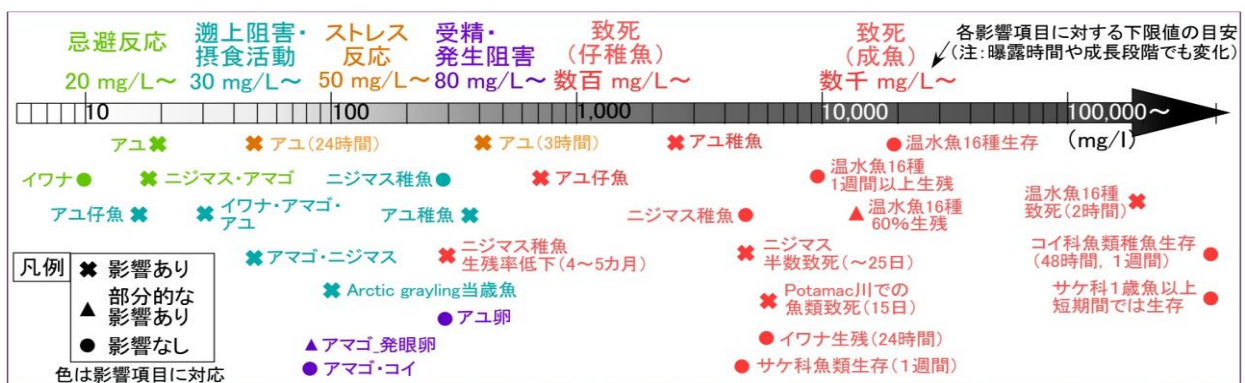 忌避反応
20 mg/L～
遡上阻害・
摂食活動
30 mg/L～
ストレス
反応
50 mg/L～
受精・
発生阻害
80 mg/L～
致死
(仔稚魚)
数百 mg/L～
致死
(成魚)
数千 mg/L～
各影響項目に対する下限値の目安
(注:曝露時間や成長段階でも変化)
10
100
1,000
10,000
100,000～
(mg/l)
アユ
アユ(24時間)
アユ(3時間)
アユ稚魚
温水魚16種生存
イワナ
ニジマス・アマゴ
ニジマス稚魚
アユ仔魚
温水魚16種
1週間以上生残
アユ仔魚
イワナ・アマゴ・
アユ
アユ稚魚
ニジマス稚魚
温水魚16種
60%生残
温水魚16種
致死(2時間)
アマゴ・ニジマス
ニジマス稚魚
生残率低下(4～5カ月)
ニジマス
半数致死(～25日)
コイ科魚類稚魚生存
(48時間, 1週間)
Arctic grayling当歳魚
Potamac川での
魚類致死(15日)
サケ科1歳魚以上
短期間では生存
アユ卵
イワナ生残(24時間)
アマゴ_発眼卵
アマゴ・コイ
サケ科魚類生存(1週間)
凡例
影響あり
部分的な
影響あり
影響なし
色は影響項目に対応